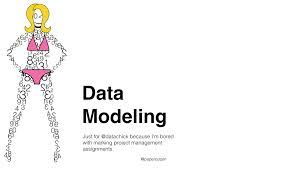 Data
Modeling
Just for @datachick because I'm bored
with marking project management
assignments